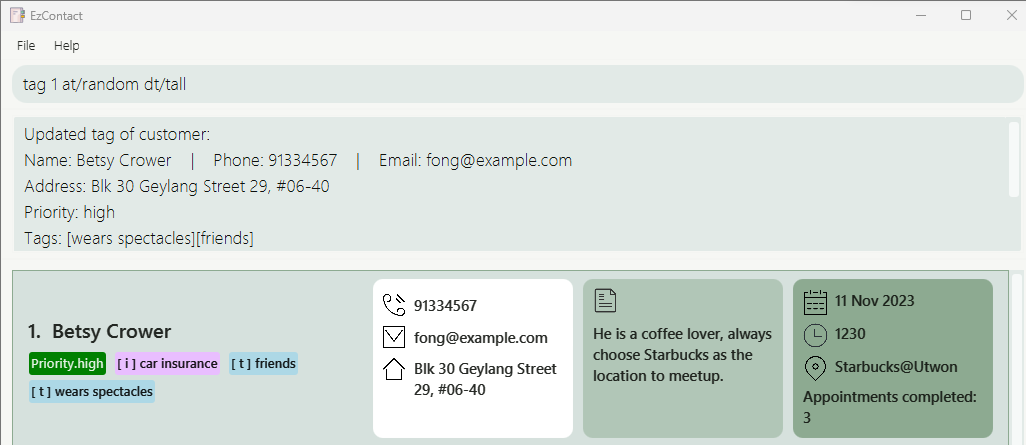 EzContact
File Help
tag 1 at/random dt/tall
Updated tag of customer:
Name: Betsy Crower | Phone: 91334567 | Email: fong@example.com
Address: Blk 30 Geylang Street 29, #06-40
Priority: high
Tags: [wears spectacles][friends]
1. Betsy Crower
Priority.high [ i ] car insurance [ t ] friends
[ t ] wears spectacles
91334567
fong@example.com
Blk 30 Geylang Street
29, #06-40
He is a coffee lover, always
choose Starbucks as the
location to meetup.
11 Nov 2023
1230
Starbucks@Utwon
Appointments completed:
3